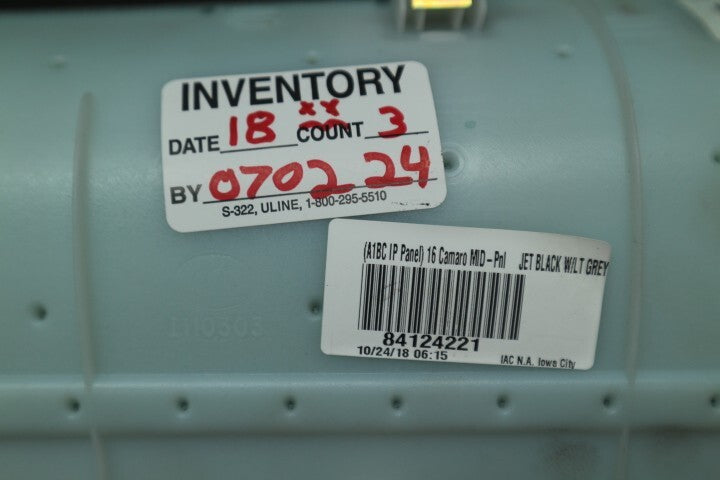 INVENTORY
DATE 18 xx COUNT 3
BY 0702 24
S-322, ULINE, 1-800-295-5510
(A1BC IP Panel) 16 Camaro MID-Pnl JET BLACK W/LT GREY
84124221
10/24/18 06:15 IAC N.A. Iowa City
1110303